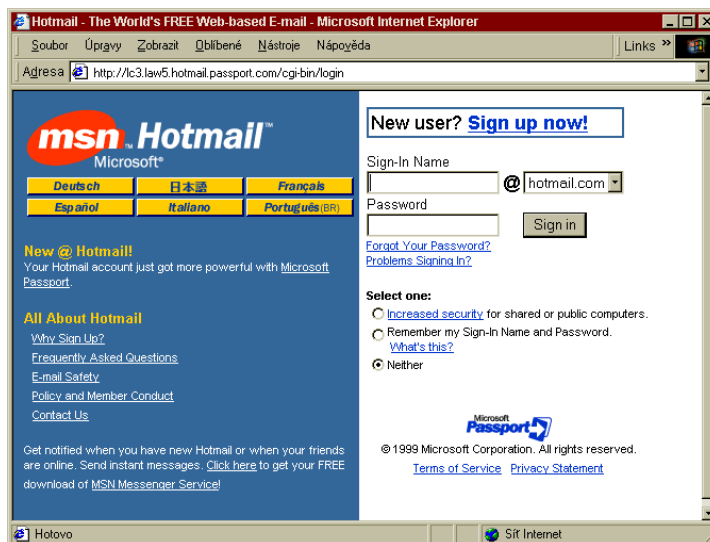 Hotmail - The World's FREE Web-based E-mail - Microsoft Internet Explorer
Soubor Úpravy Zobrazit Oblíbené Nástroje Nápověda Links »
Adresa http://lc3.law5.hotmail.passport.com/cgi-bin/login
msn™ Hotmail™
Microsoft®
Deutsch 日本語 Français
Español Italiano Português(BR)
New @ Hotmail!
Your Hotmail account just got more powerful with Microsoft
Passport.
All About Hotmail
Why Sign Up?
Frequently Asked Questions
E-mail Safety
Policy and Member Conduct
Contact Us
Get notified when you have new Hotmail or when your friends
are online. Send instant messages. Click here to get your FREE
download of MSN Messenger Service!
New user? Sign up now!
Sign-In Name
@ hotmail.com
Password
Sign in
Forgot Your Password?
Problems Signing In?
Select one:
Increased security for shared or public computers.
Remember my Sign-In Name and Password.
What's this?
Neither
Microsoft
Passport
© 1999 Microsoft Corporation. All rights reserved.
Terms of Service Privacy Statement
Hotovo Síť Internet